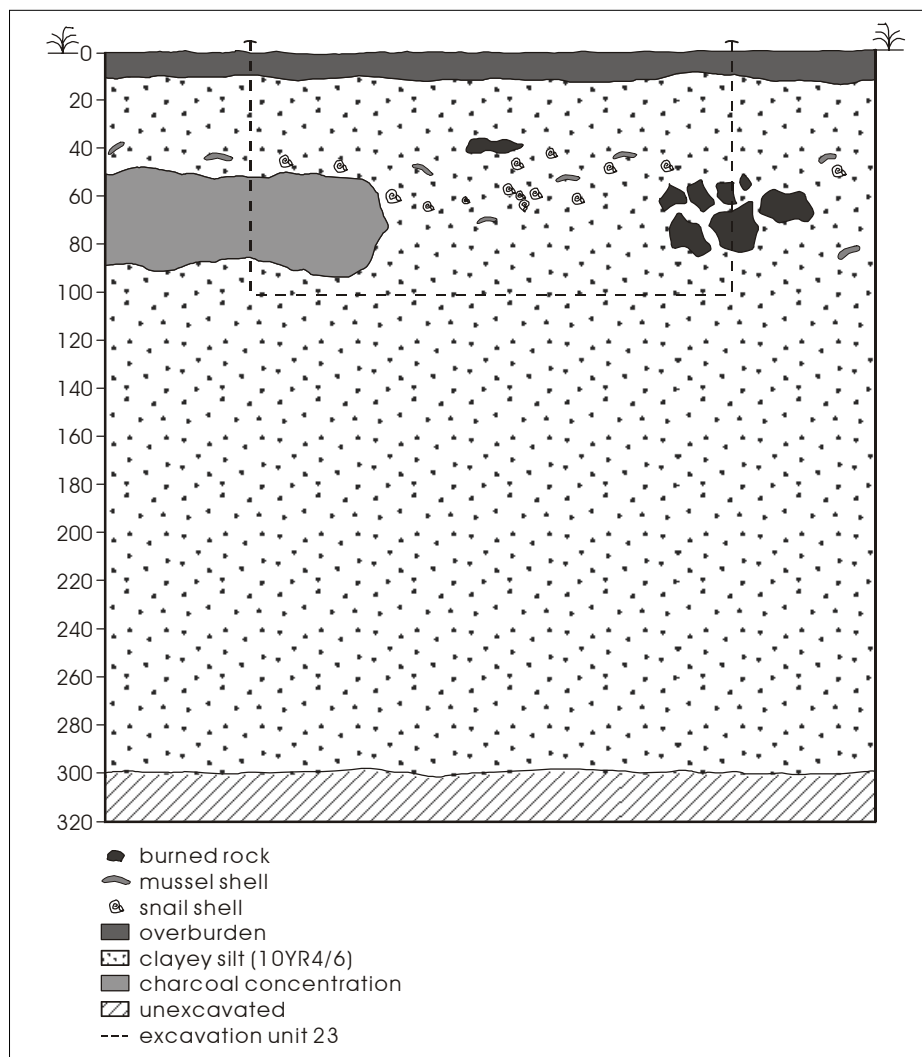 0
20
40
60
80
100
120
140
160
180
200
220
240
260
280
300
320
burned rock
mussel shell
snail shell
overburden
clayey silt (10YR4/6)
charcoal concentration
unexcavated
excavation unit 23